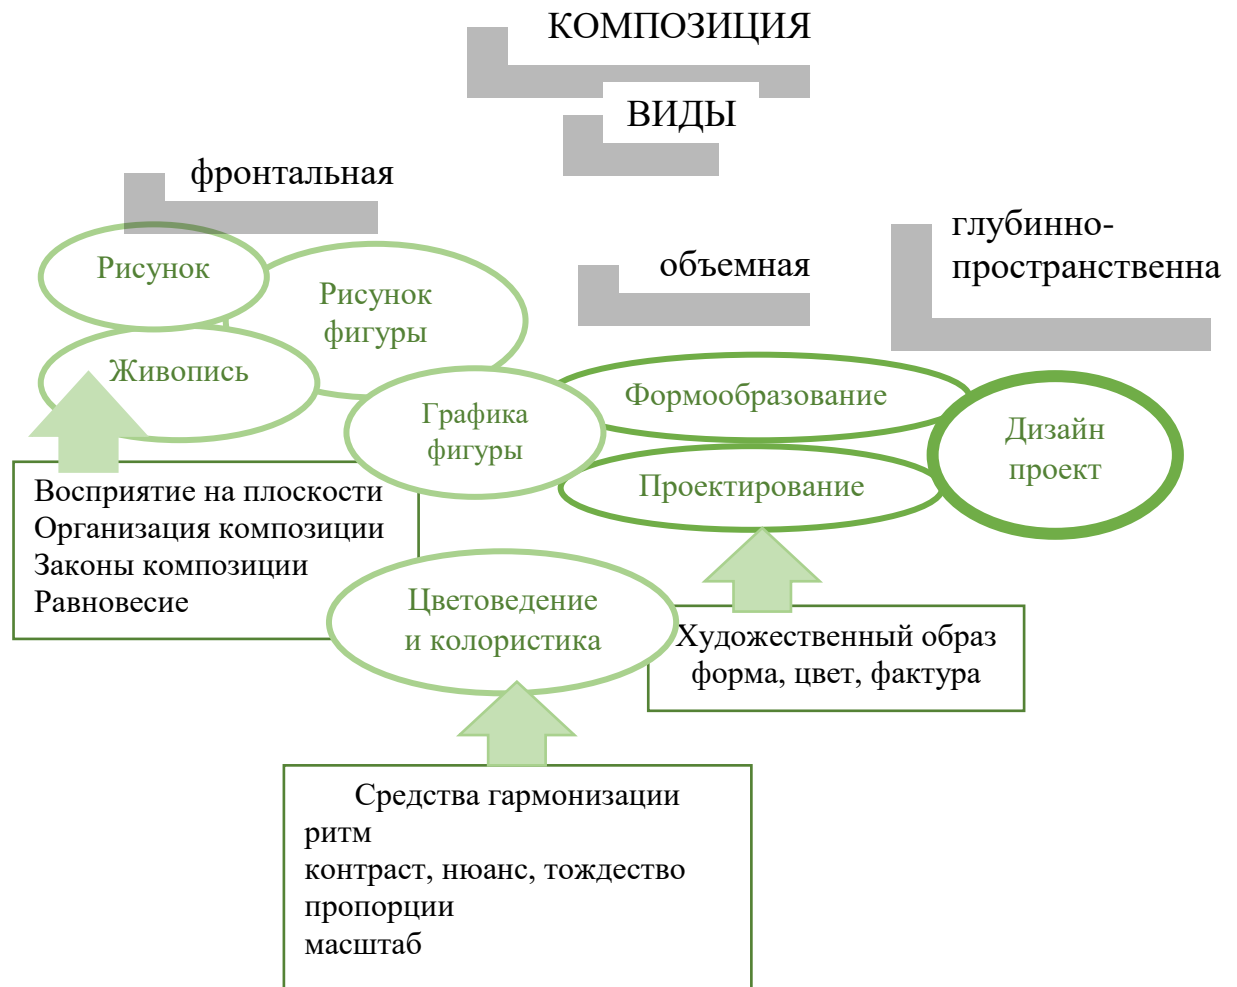 КОМПОЗИЦИЯ
ВИДЫ
фронтальная
объемная
глубинно-
пространственна
Рисунок
Рисунок
фигуры
Живопись
Графика
фигуры
Формообразование
Проектирование
Дизайн
проект
Восприятие на плоскости
Организация композиции
Законы композиции
Равновесие
Цветоведение
и колористика
Художественный образ
форма, цвет, фактура
Средства гармонизации
ритм
контраст, нюанс, тождество
пропорции
масштаб